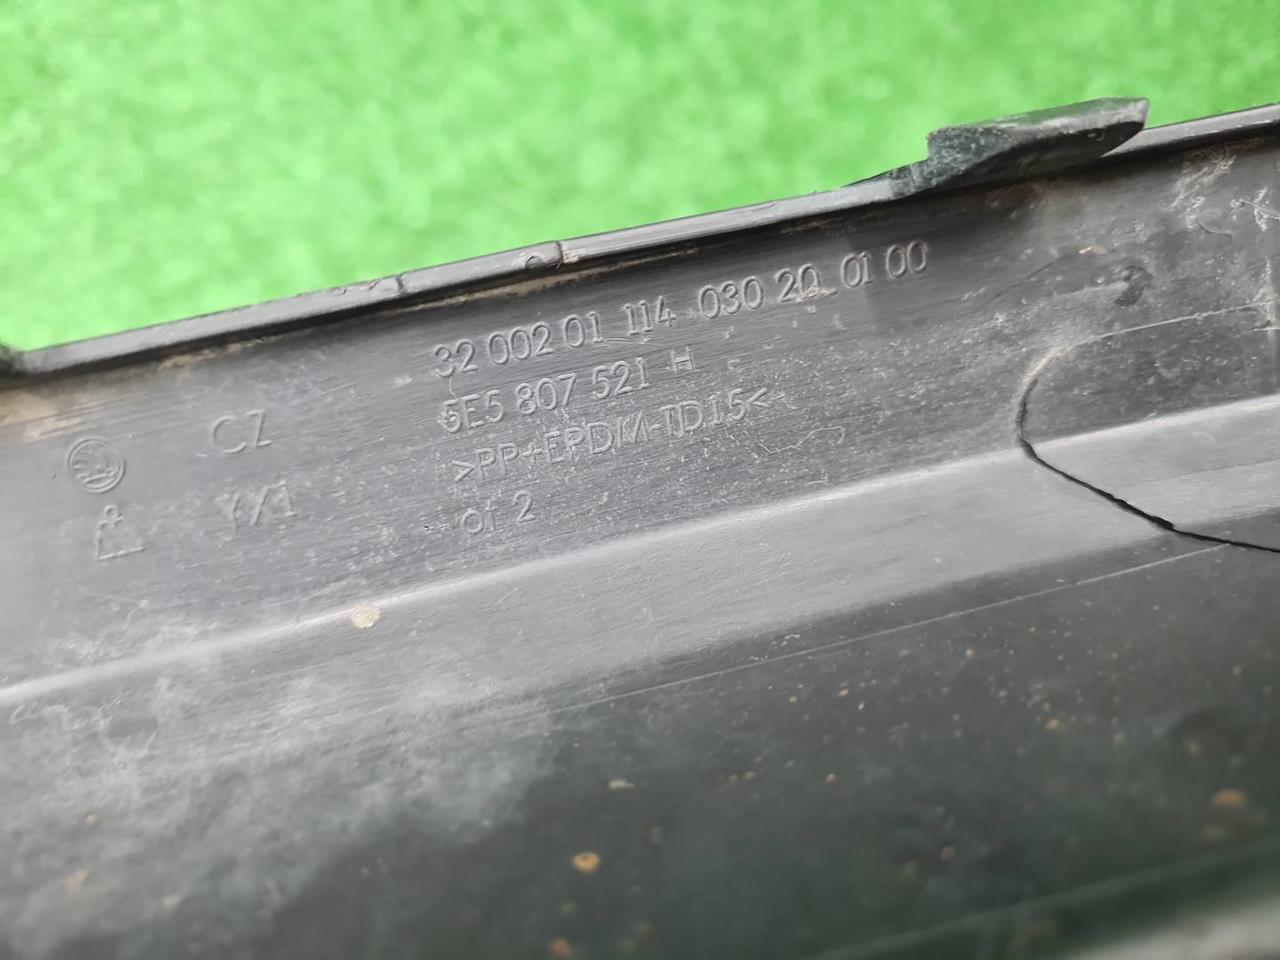 32 002 01 114 030 20 01 00
5E5 807 521 H
>PP+EPDM-TD15<
of 2
CZ
YX1